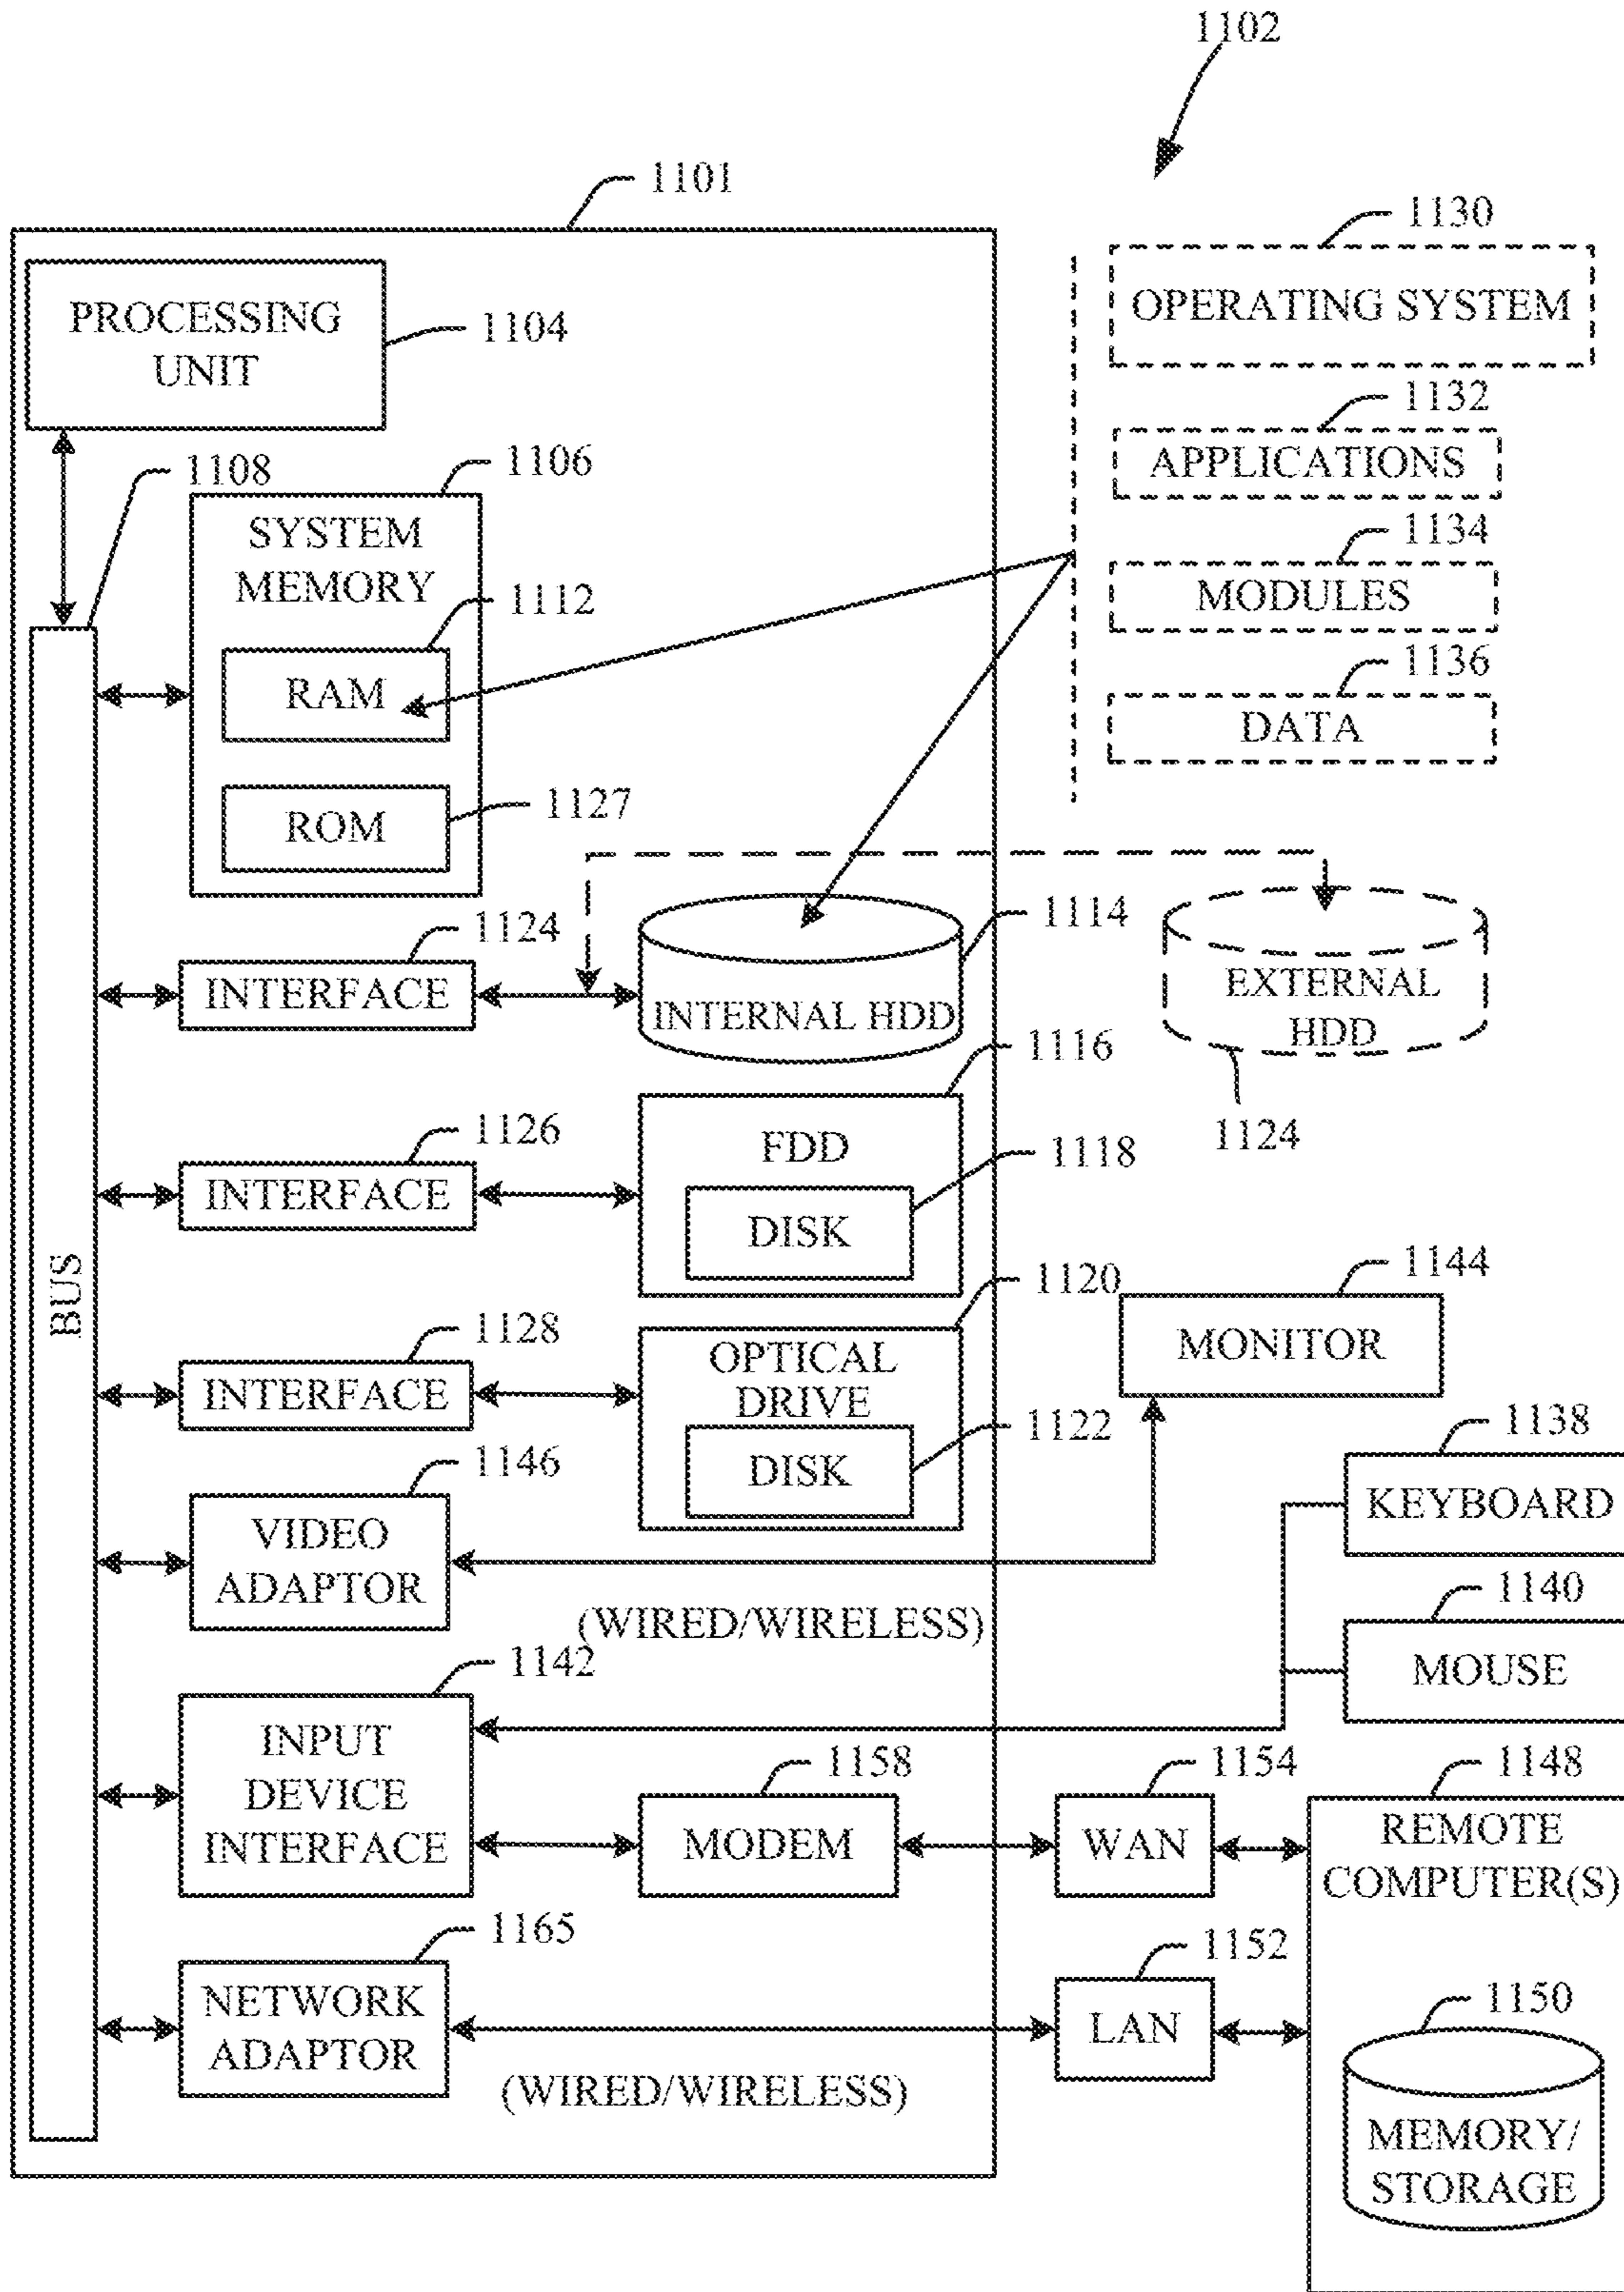 1102
1101
1130
PROCESSING
UNIT
1104
OPERATING SYSTEM
1132
APPLICATIONS
1108
1106
SYSTEM
MEMORY
1134
MODULES
1112
RAM
1136
DATA
1127
ROM
1124
INTERFACE
1114
INTERNAL HDD
EXTERNAL
HDD
1124
1116
FDD
1126
INTERFACE
1118
DISK
BUS
1120
OPTICAL
DRIVE
1144
MONITOR
1128
INTERFACE
1122
DISK
1138
KEYBOARD
1146
VIDEO
ADAPTOR
(WIRED/WIRELESS)
1140
MOUSE
1142
INPUT
DEVICE
INTERFACE
1158
MODEM
1154
WAN
1148
REMOTE
COMPUTER(S)
1165
NETWORK
ADAPTOR
(WIRED/WIRELESS)
1152
LAN
1150
MEMORY/
STORAGE